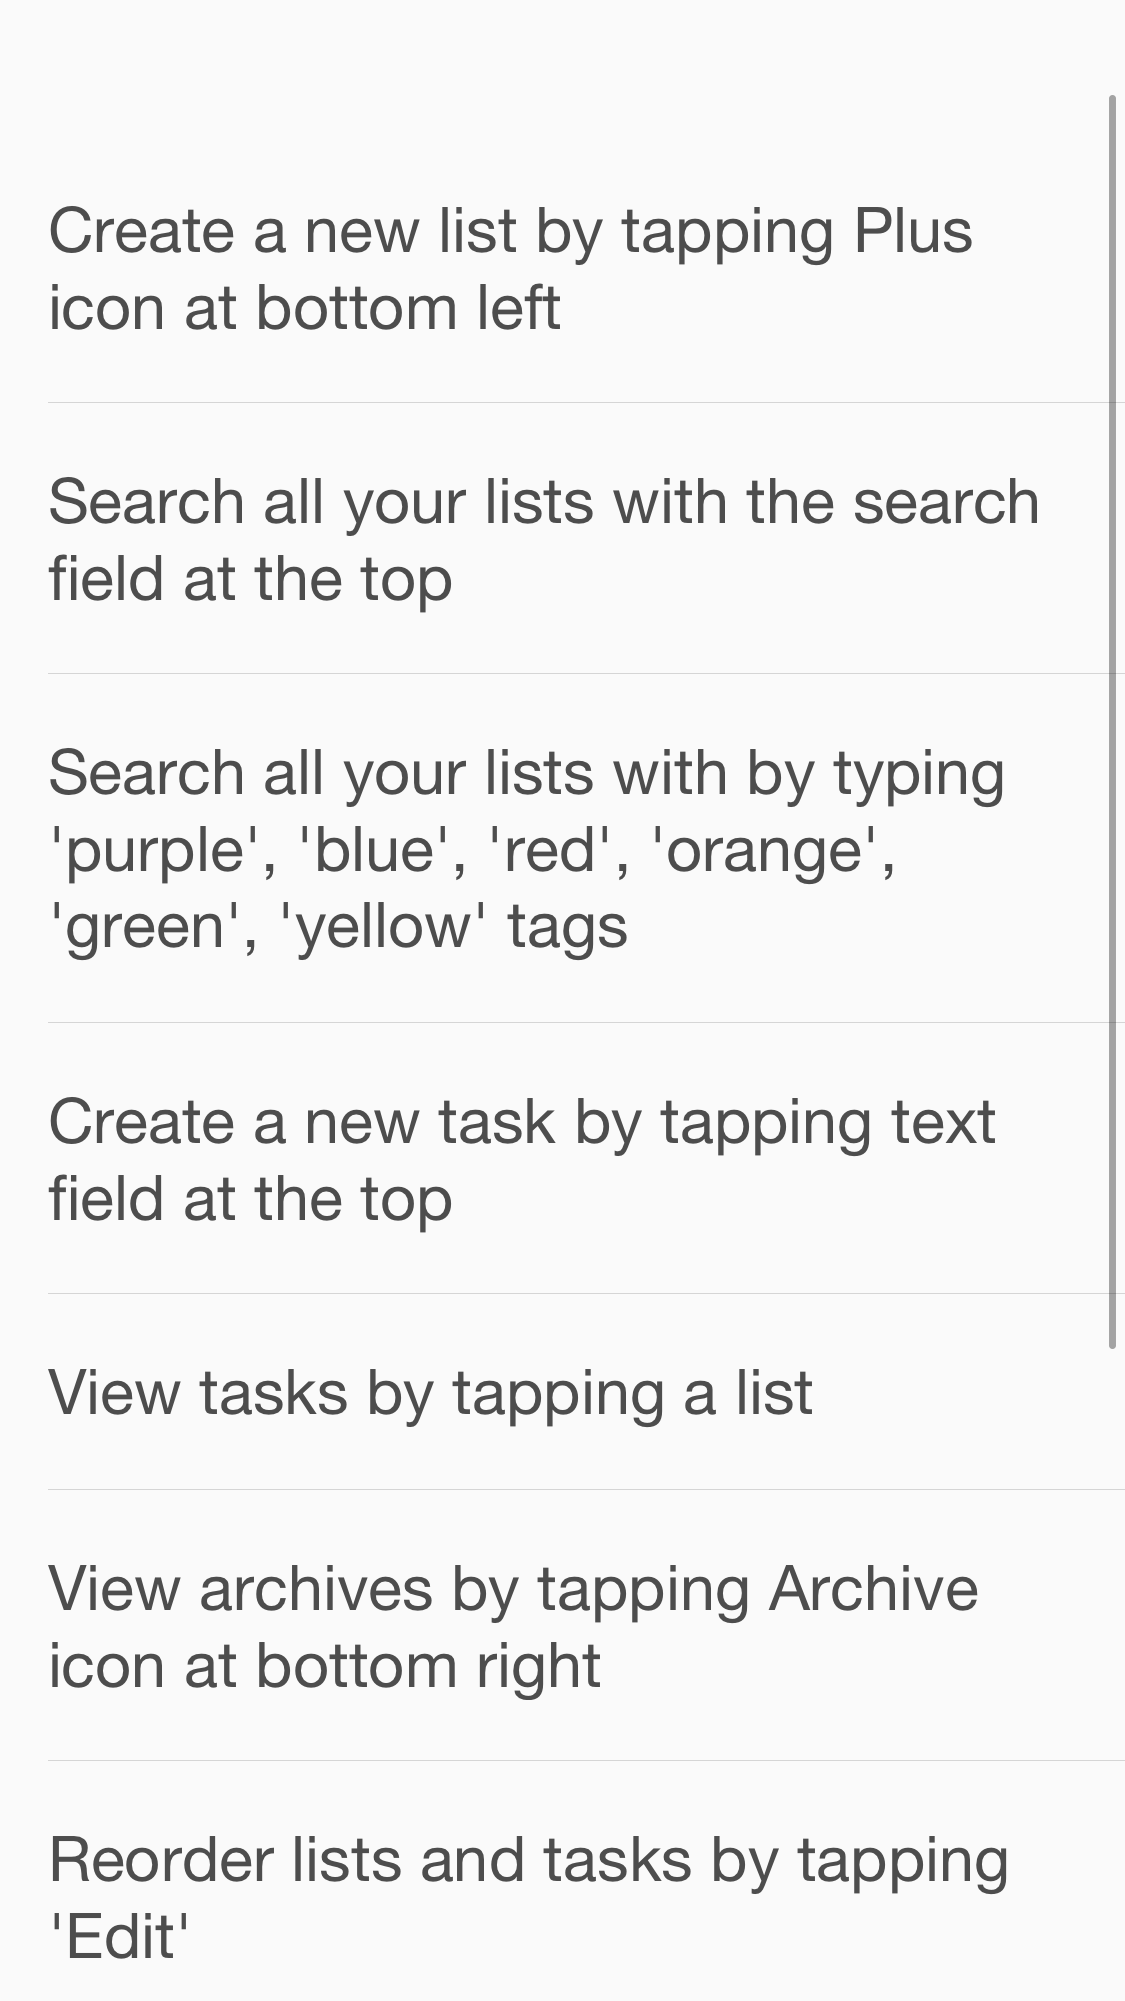 Create a new list by tapping Plus
icon at bottom left
Search all your lists with the search
field at the top
Search all your lists with by typing
'purple', 'blue', 'red', 'orange',
'green', 'yellow' tags
Create a new task by tapping text
field at the top
View tasks by tapping a list
View archives by tapping Archive
icon at bottom right
Reorder lists and tasks by tapping
'Edit'